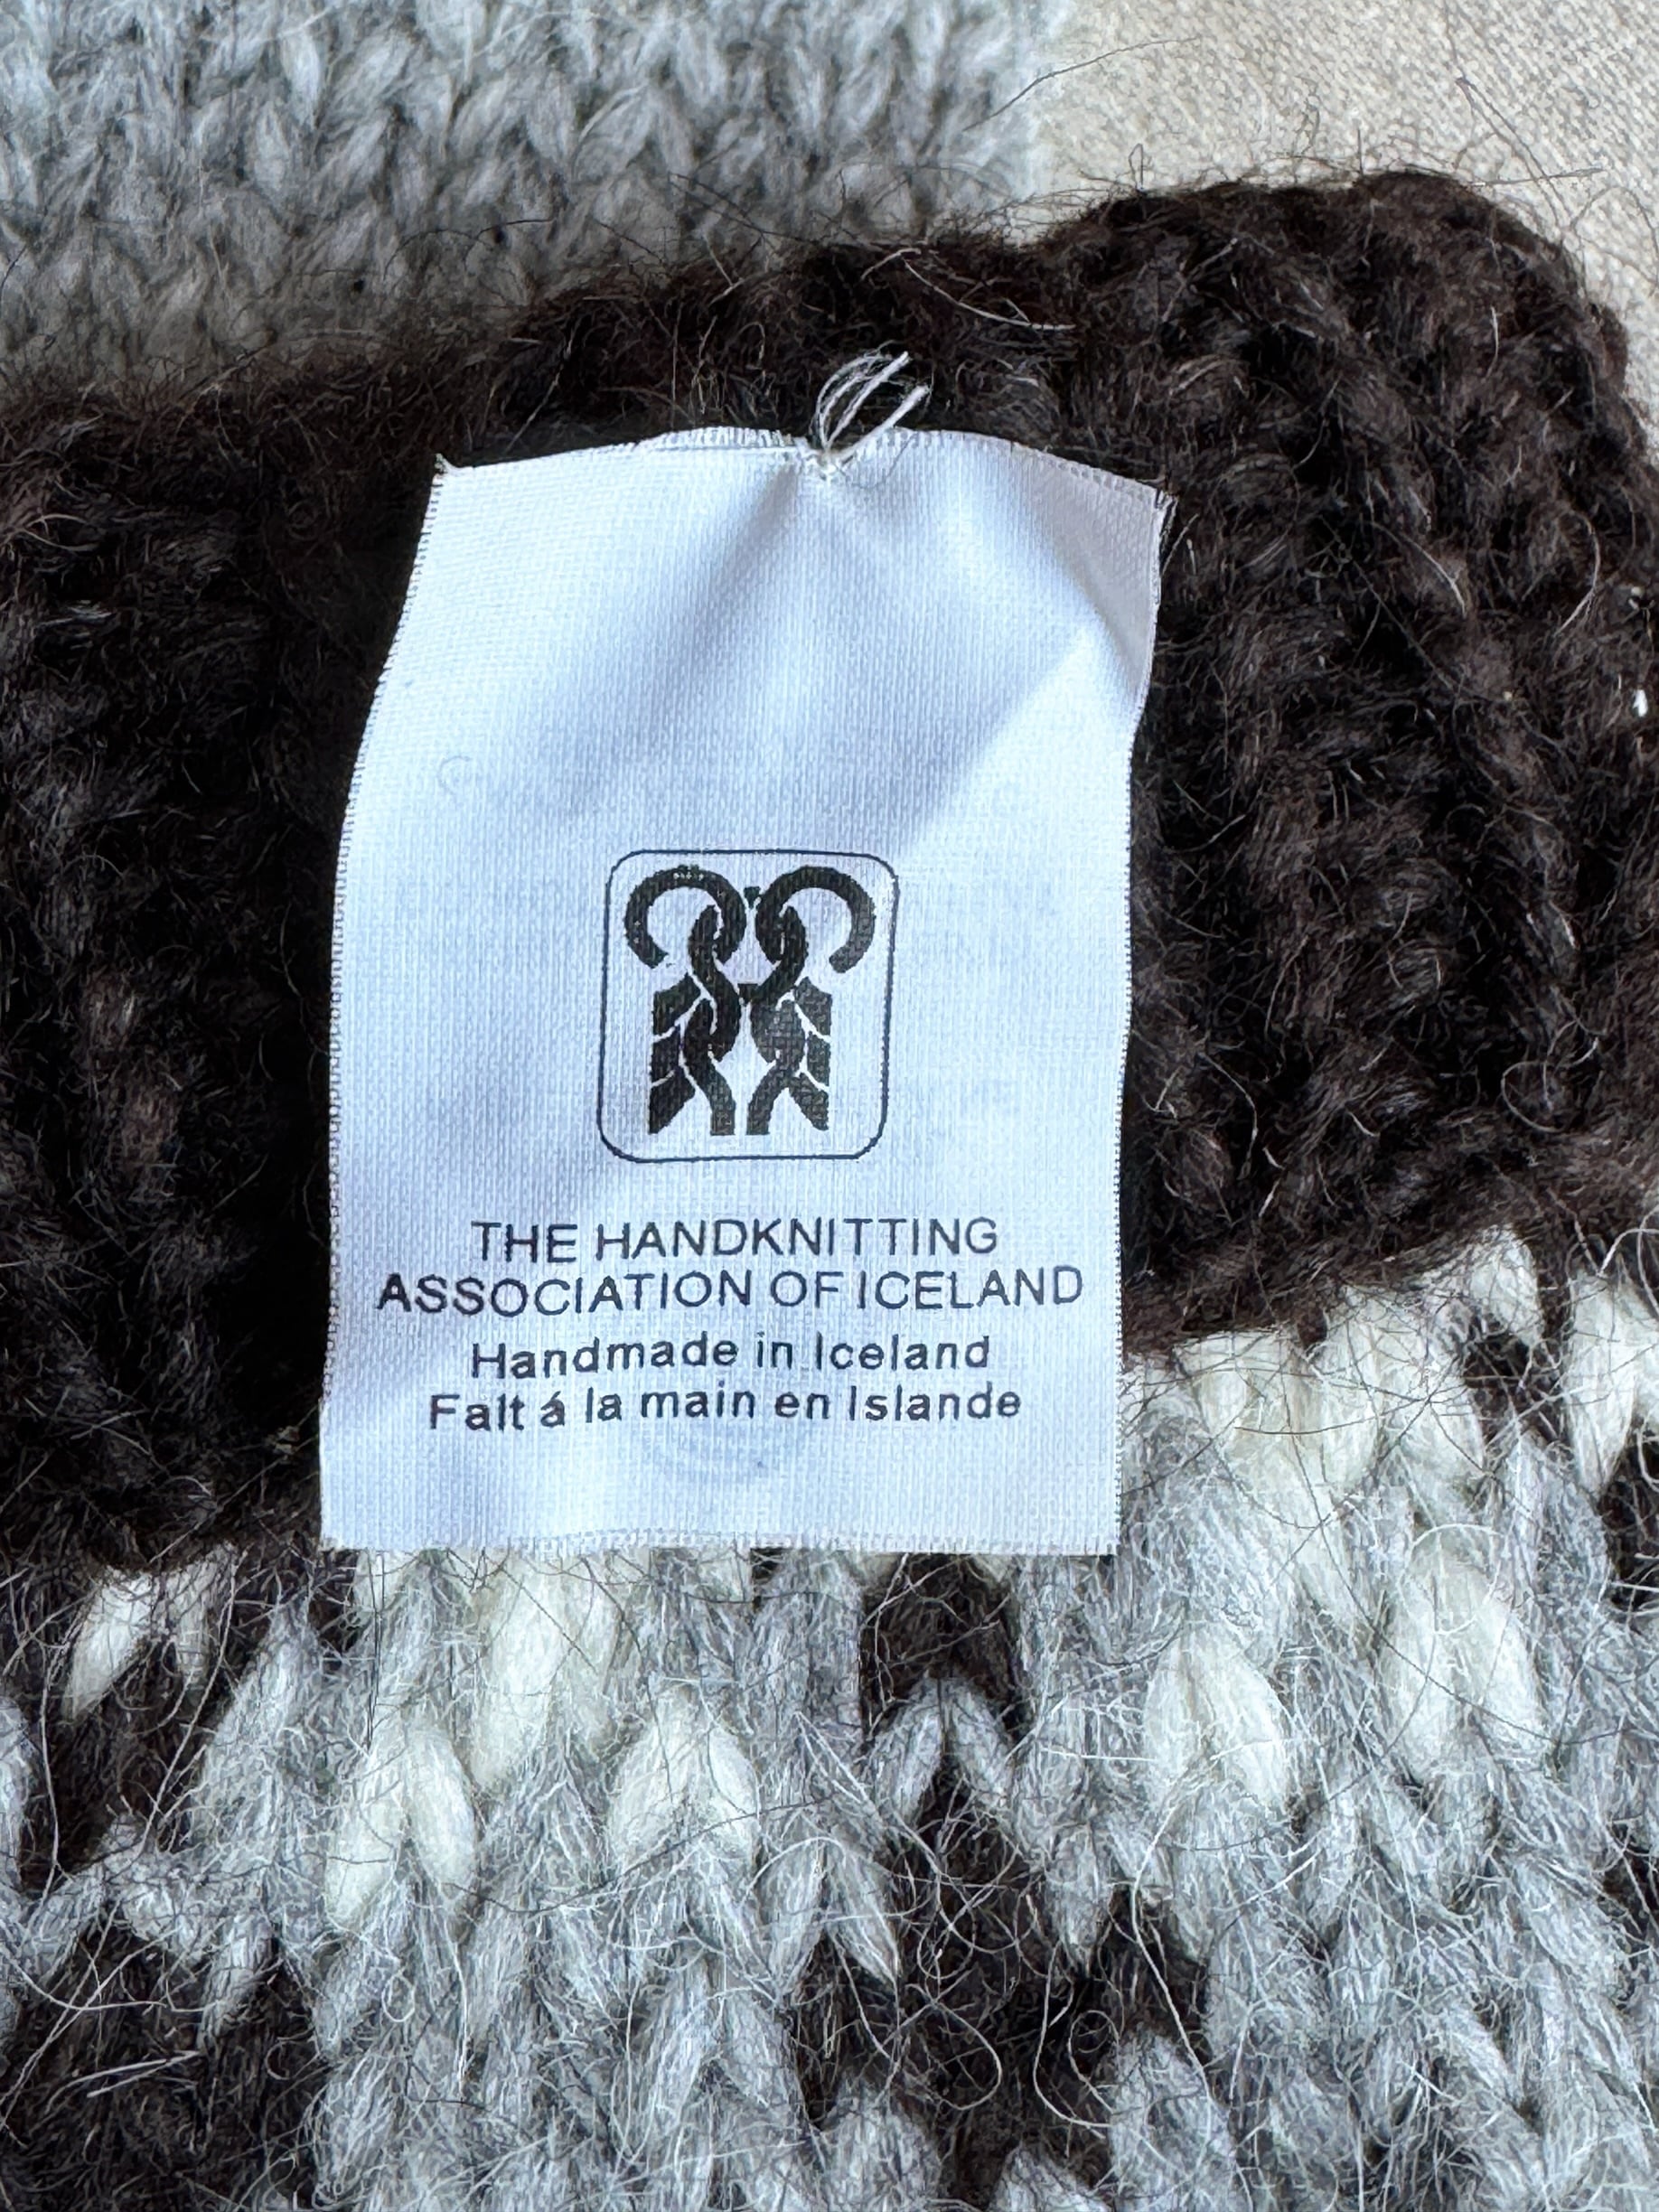 THE HANDKNITTING
ASSOCIATION OF ICELAND
Handmade in Iceland
Falt á la main en Islande